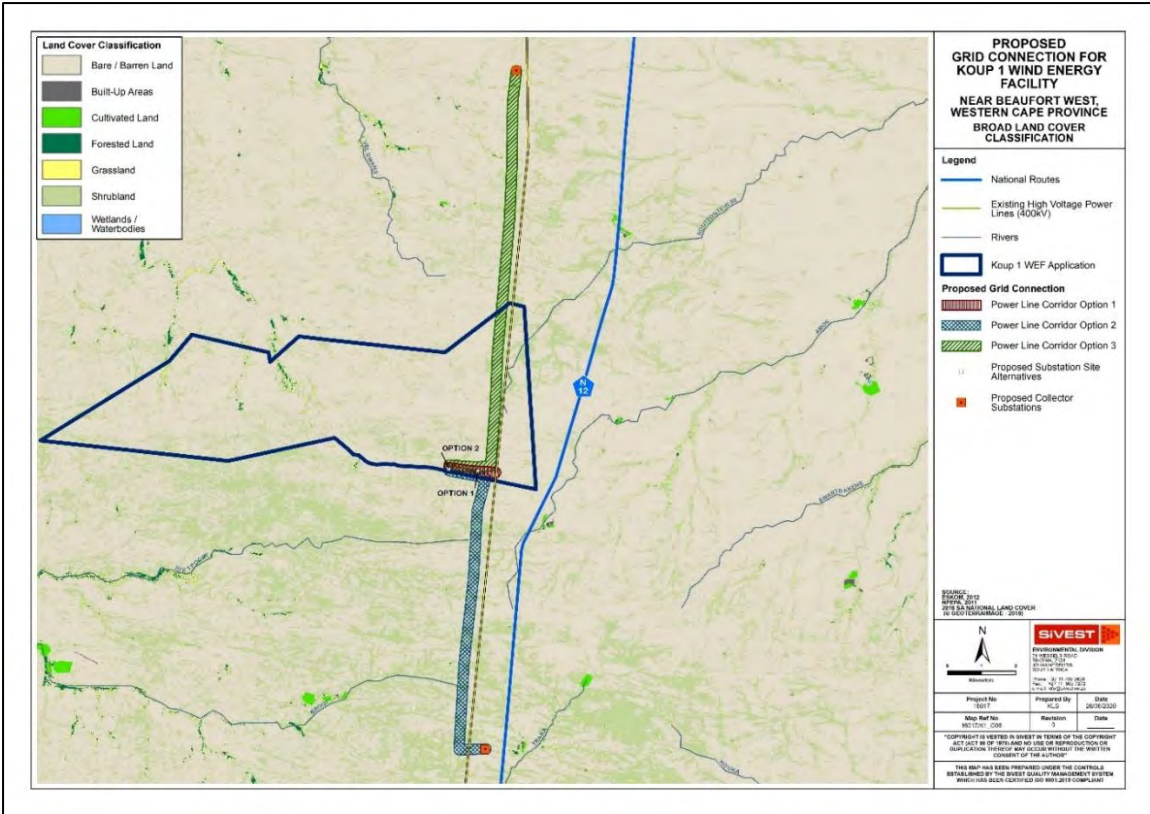 Land Cover Classification
Bare / Barren Land
Built-Up Areas
Cultivated Land
Forested Land
Grassland
Shrubland
Wetlands /
Waterbodies
N
12
OPTION 2
OPTION 1
PROPOSED
GRID CONNECTION FOR
KOUP 1 WIND ENERGY
FACILITY
NEAR BEAUFORT WEST,
WESTERN CAPE PROVINCE
BROAD LAND COVER
CLASSIFICATION
Legend
National Routes
Existing High Voltage Power
Lines (400kV)
Rivers
Koup 1 WEF Application
Proposed Grid Connection
Power Line Corridor Option 1
Power Line Corridor Option 2
Power Line Corridor Option 3
Proposed Substation Site
Alternatives
Proposed Collector
Substations
SOURCE:
ESKOM, 2012
2018 SA NATIONAL LAND COVER
N
Kilometers
SiVEST
ENVIRONMENTAL DIVISION
Project No
Prepared By
KLS
Date
Map Ref No
Revision
0
Date
"COPYRIGHT IS VESTED IN SIVEST IN TERMS OF THE COPYRIGHT
ACT (ACT 98 OF 1978) AND NO USE OR REPRODUCTION OR
DUPLICATION THEREOF MAY OCCUR WITHOUT THE WRITTEN
CONSENT OF THE AUTHOR"
THIS MAP HAS BEEN PREPARED UNDER THE CONTROLS
ESTABLISHED BY THE SIVEST QUALITY MANAGEMENT SYSTEM
WHICH HAS BEEN CERTIFIED ISO 9001:2015 COMPLIANT